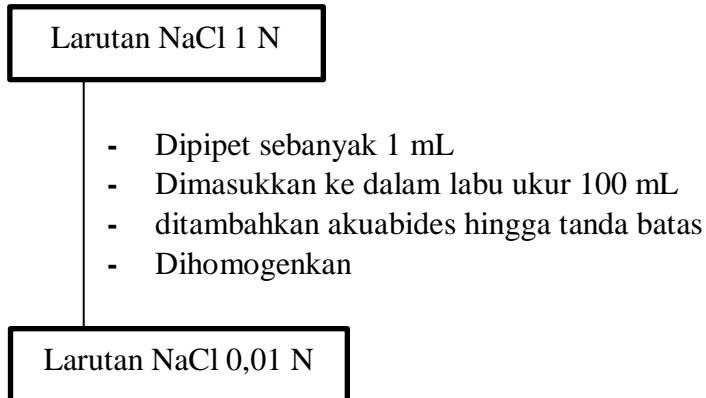 Larutan NaCl 1 N
- Dipipet sebanyak 1 mL
- Dimasukkan ke dalam labu ukur 100 mL
- ditambahkan akuabides hingga tanda batas
- Dihomogenkan
Larutan NaCl 0,01 N